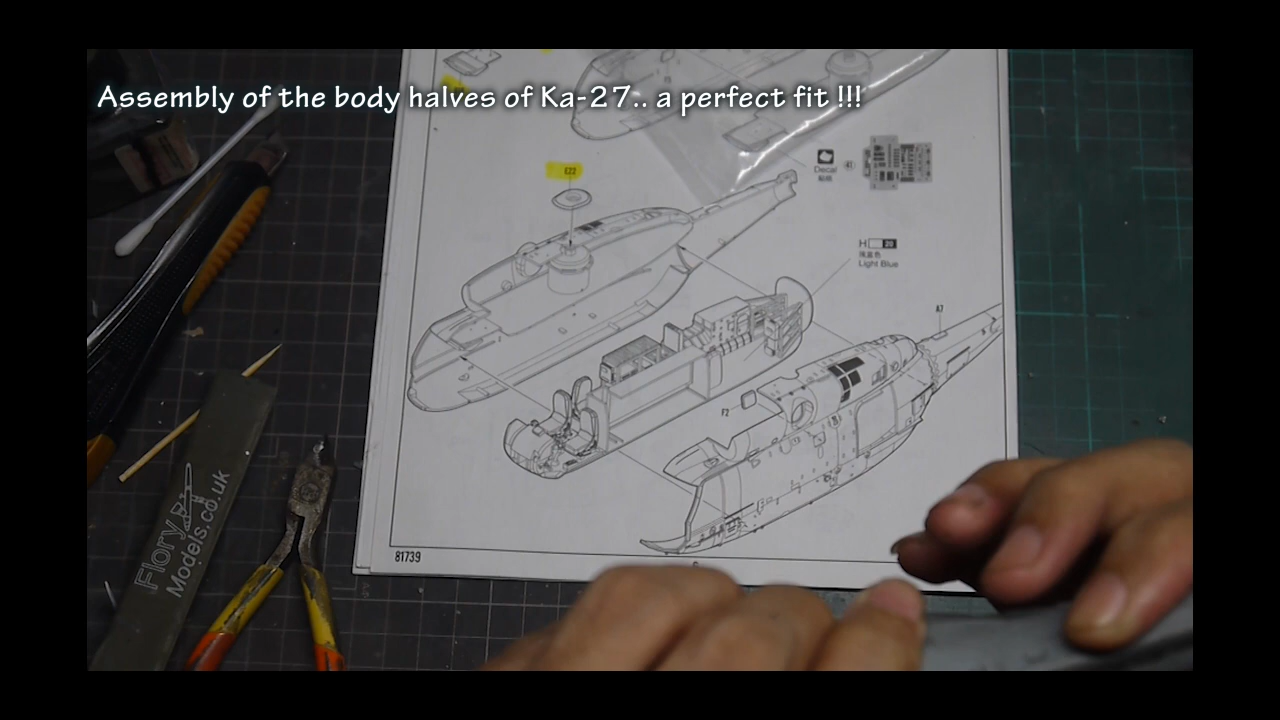 Assembly of the body halves of Ka-27.. a perfect fit !!!
E22
Decal 41
H 20
Light Blue
A7
F2
81739
Flory
Models.co.uk